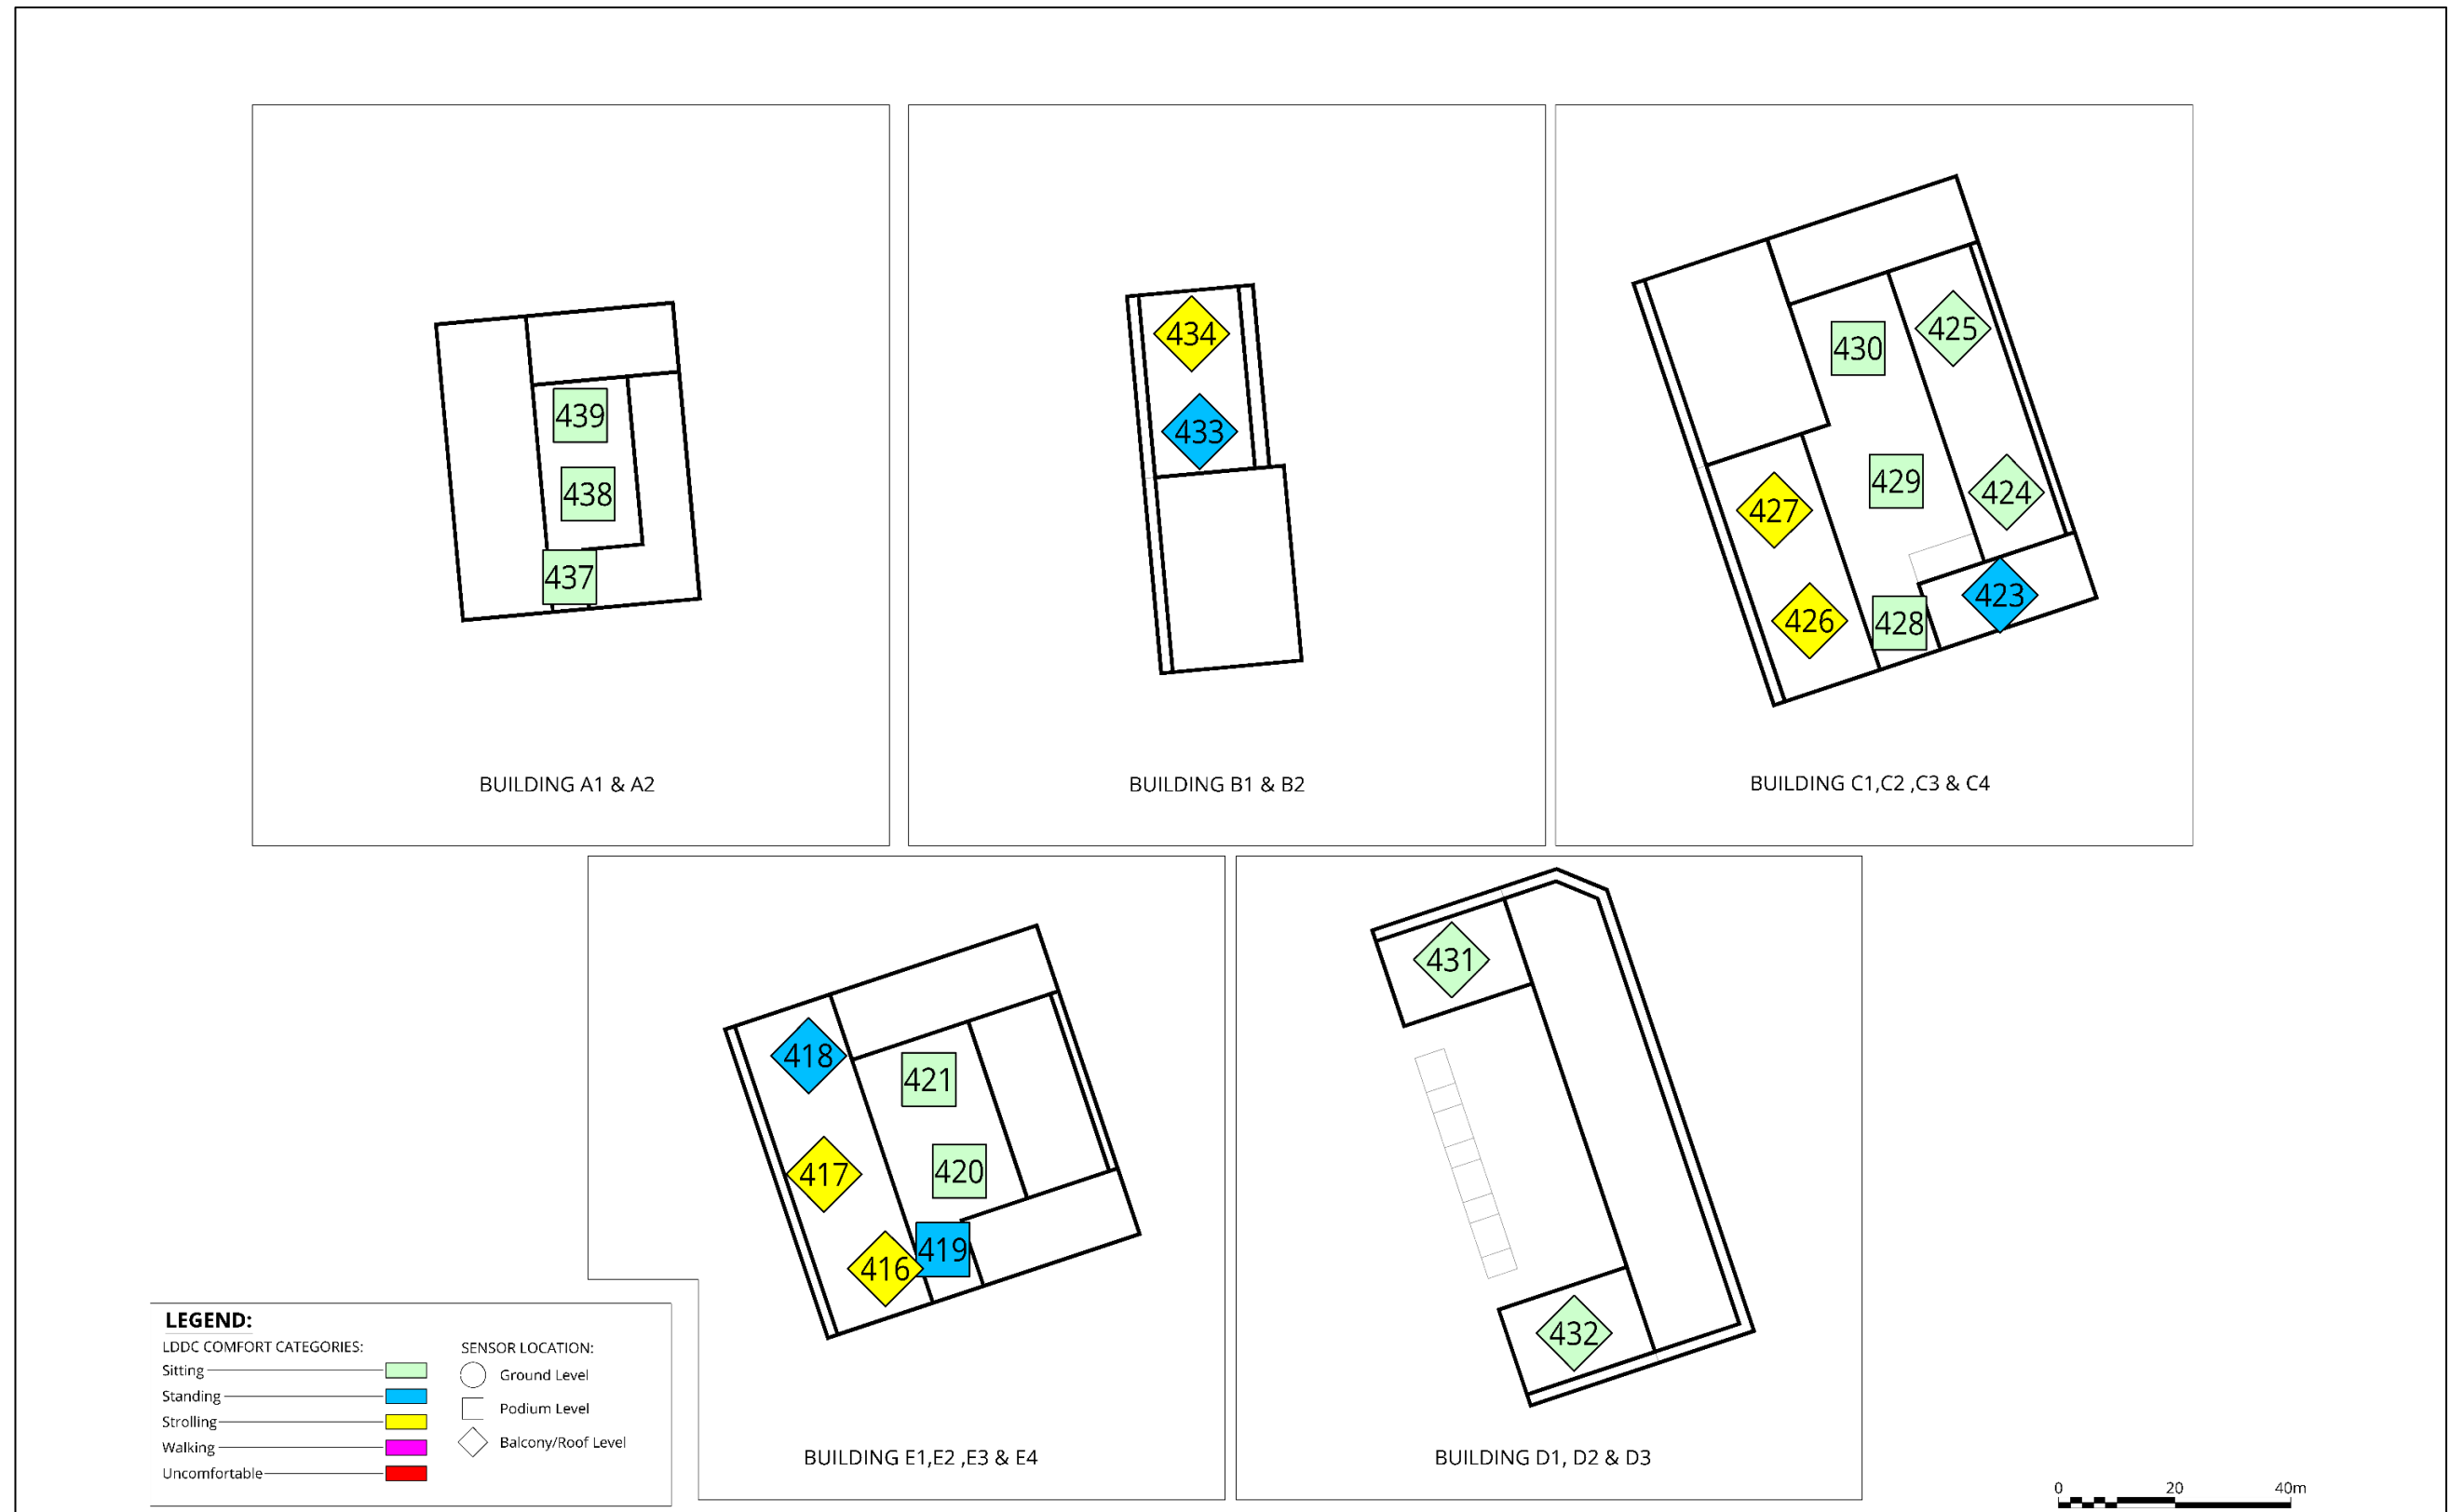 439
438
437
BUILDING A1 & A2
434
433
BUILDING B1 & B2
425
430
429
424
427
423
426
428
BUILDING C1,C2 ,C3 & C4
418
421
417
420
419
416
BUILDING E1,E2 ,E3 & E4
431
432
BUILDING D1, D2 & D3
LEGEND:
LDDC COMFORT CATEGORIES:
Sitting
Standing
Strolling
Walking
Uncomfortable
SENSOR LOCATION:
Ground Level
Podium Level
Balcony/Roof Level
0 20 40m